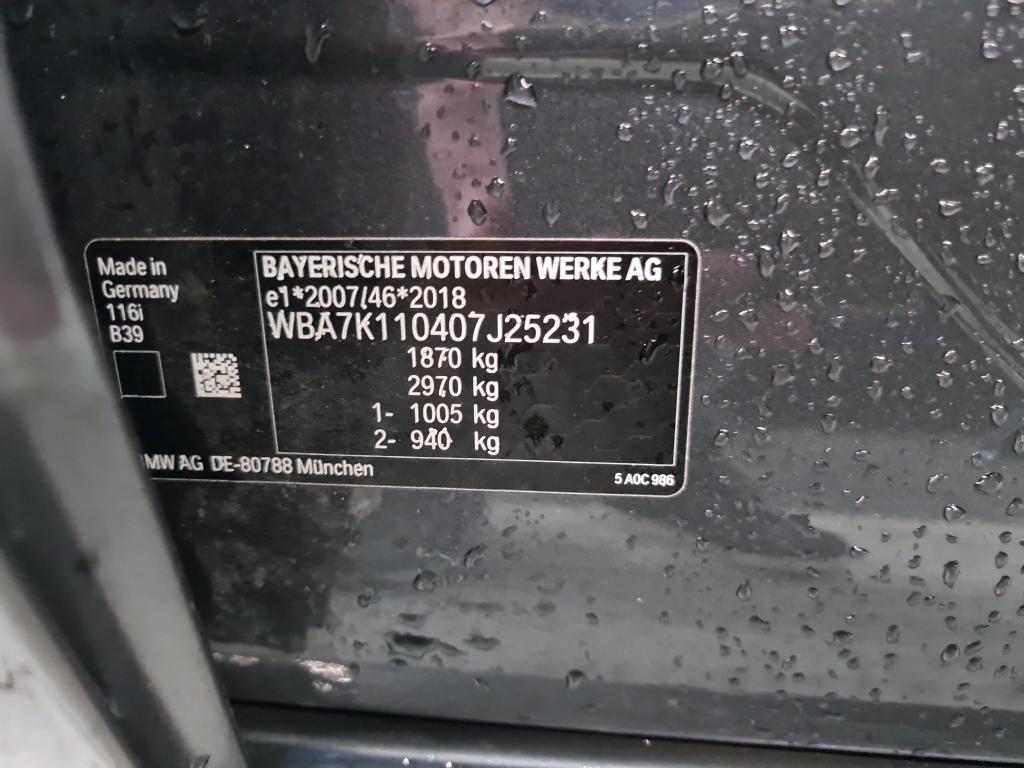 Made in
Germany
116i
B39
BAYERISCHE MOTOREN WERKE AG
e1*2007/46*2018
WBA7K110407J25231
1870 kg
2970 kg
1- 1005 kg
2- 940 kg
MW AG DE-80788 München
5 A0C 986